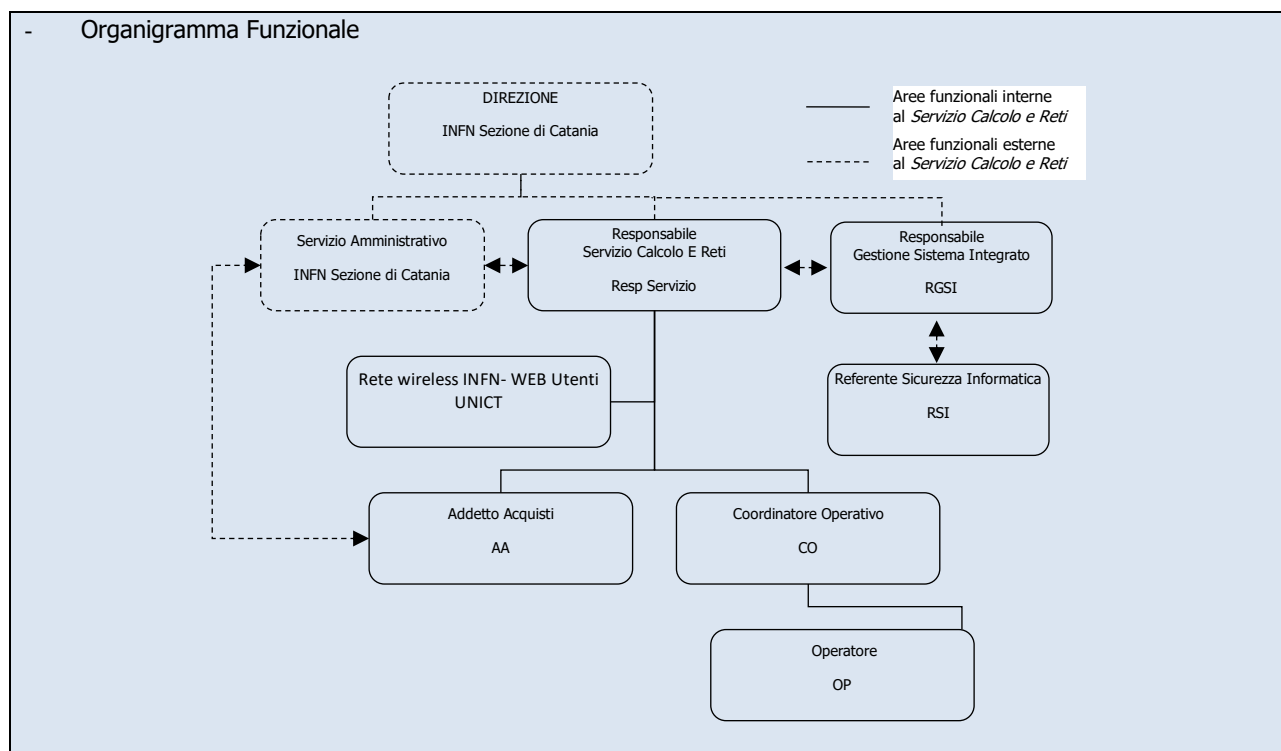 - Organigramma Funzionale
DIREZIONE
INFN Sezione di Catania
Aree funzionali interne
al Servizio Calcolo e Reti
Aree funzionali esterne
al Servizio Calcolo e Reti
Servizio Amministrativo
INFN Sezione di Catania
Responsabile
Servizio Calcolo E Reti
Resp Servizio
Responsabile
Gestione Sistema Integrato
RGSI
Rete wireless INFN- WEB Utenti
UNICT
Referente Sicurezza Informatica
RSI
Addetto Acquisti
AA
Coordinatore Operativo
CO
Operatore
OP